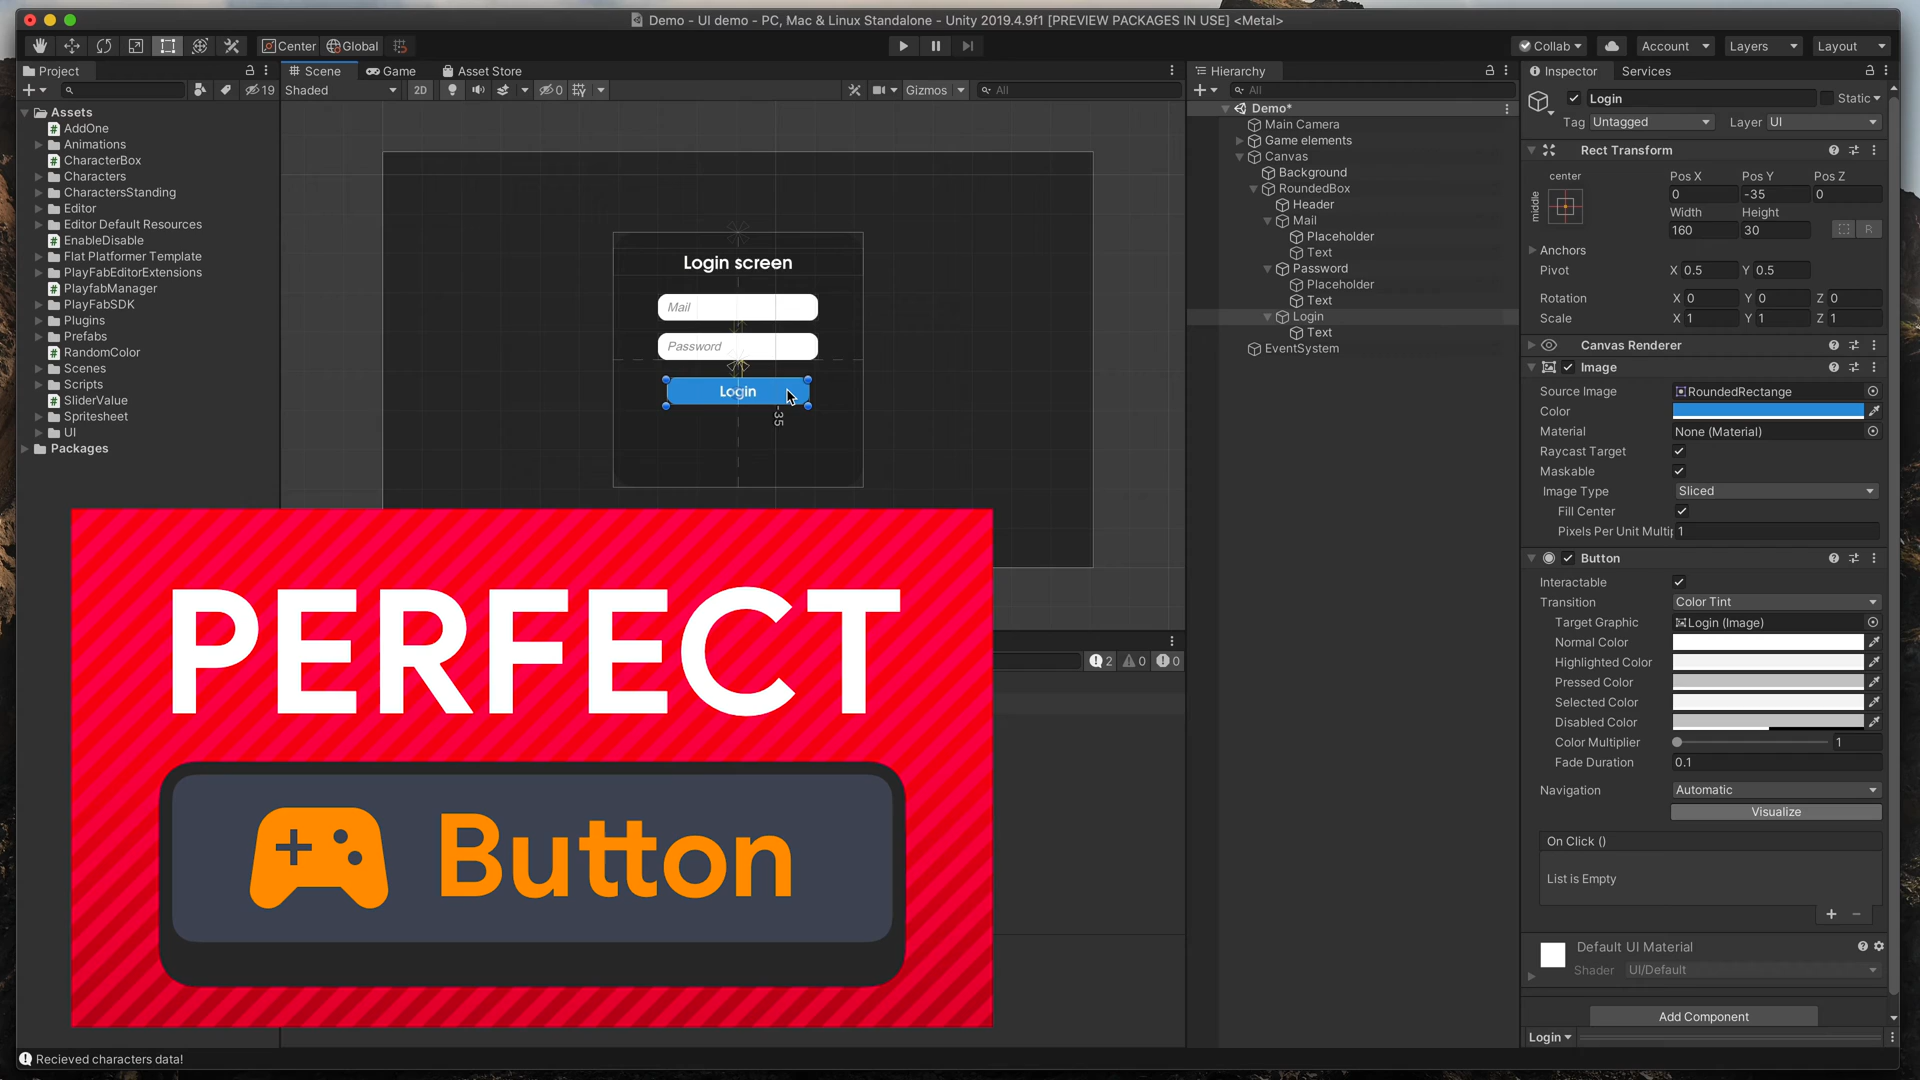 Demo - UI demo - PC, Mac & Linux Standalone - Unity 2019.4.9f1 [PREVIEW PACKAGES IN USE] <Metal>
Center Global
Collab Account Layers Layout
Project
19
Assets
AddOne
Animations
CharacterBox
Characters
CharactersStanding
Editor
Editor Default Resources
EnableDisable
Flat Platformer Template
PlayFabEditorExtensions
PlayfabManager
PlayFabSDK
Plugins
Prefabs
RandomColor
Scenes
Scripts
SliderValue
Spritesheet
UI
Packages
Scene Game Asset Store
Shaded 2D 0 Gizmos All
Login screen
Mail
Password
Login
-35
2 0 0
PERFECT
Button
Hierarchy
All
Demo*
Main Camera
Game elements
Canvas
Background
RoundedBox
Header
Mail
Placeholder
Text
Password
Placeholder
Text
Login
Text
EventSystem
Inspector Services
Login Static
Tag Untagged Layer UI
Rect Transform
center
middle
Pos X Pos Y Pos Z
0 -35 0
Width Height
160 30 R
Anchors
Pivot X 0.5 Y 0.5
Rotation X 0 Y 0 Z 0
Scale X 1 Y 1 Z 1
Canvas Renderer
Image
Source Image RoundedRectange
Color
Material None (Material)
Raycast Target
Maskable
Image Type Sliced
Fill Center
Pixels Per Unit Multip 1
Button
Interactable
Transition Color Tint
Target Graphic Login (Image)
Normal Color
Highlighted Color
Pressed Color
Selected Color
Disabled Color
Color Multiplier 1
Fade Duration 0.1
Navigation Automatic
Visualize
On Click ()
List is Empty
Default UI Material
Shader UI/Default
Add Component
Login
Recieved characters data!